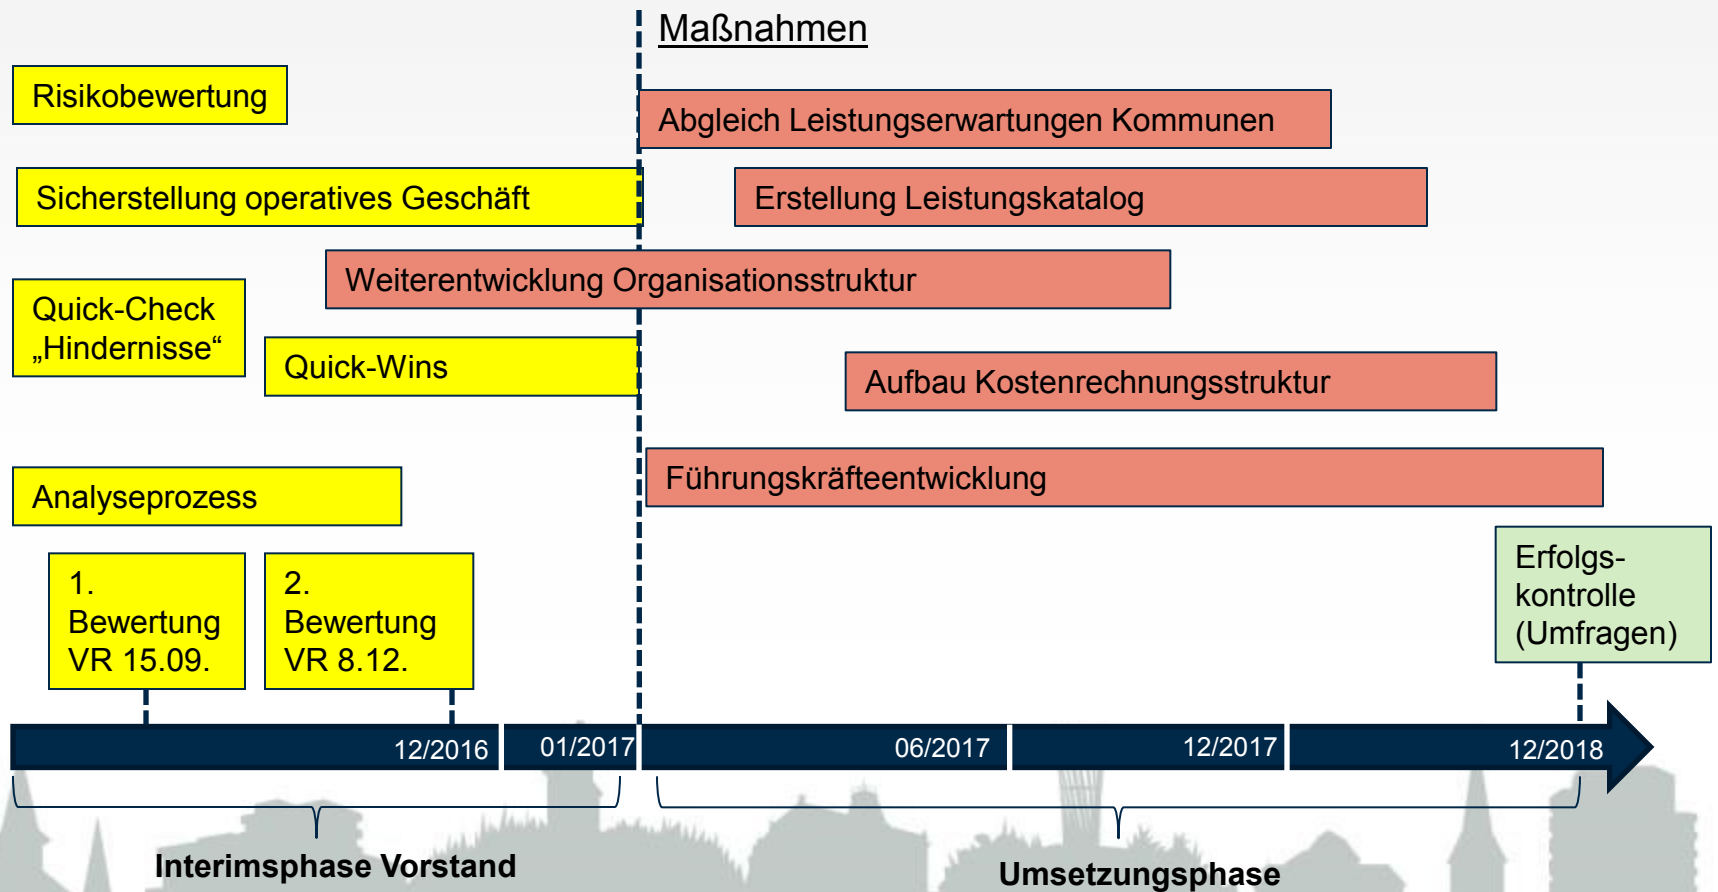 Maßnahmen
Risikobewertung
Abgleich Leistungserwartungen Kommunen
Sicherstellung operatives Geschäft
Erstellung Leistungskatalog
Weiterentwicklung Organisationsstruktur
Quick-Check
„Hindernisse“
Quick-Wins
Aufbau Kostenrechnungsstruktur
Führungskräfteentwicklung
Analyseprozess
1.
Bewertung
VR 15.09.
2.
Bewertung
VR 8.12.
Erfolgs-
kontrolle
(Umfragen)
12/2016
01/2017
06/2017
12/2017
12/2018
Interimsphase Vorstand
Umsetzungsphase